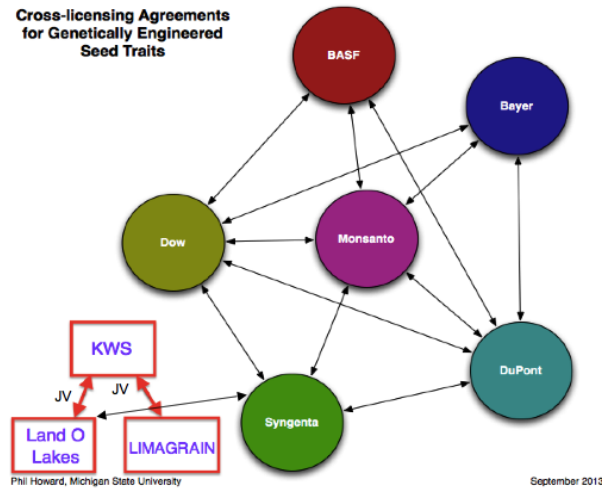 Cross-licensing Agreements
for Genetically Engineered
Seed Traits
BASF
Bayer
Dow
Monsanto
KWS
DuPont
JV
JV
Syngenta
Land O
Lakes
LIMAGRAIN
Phil Howard, Michigan State University
September 2013